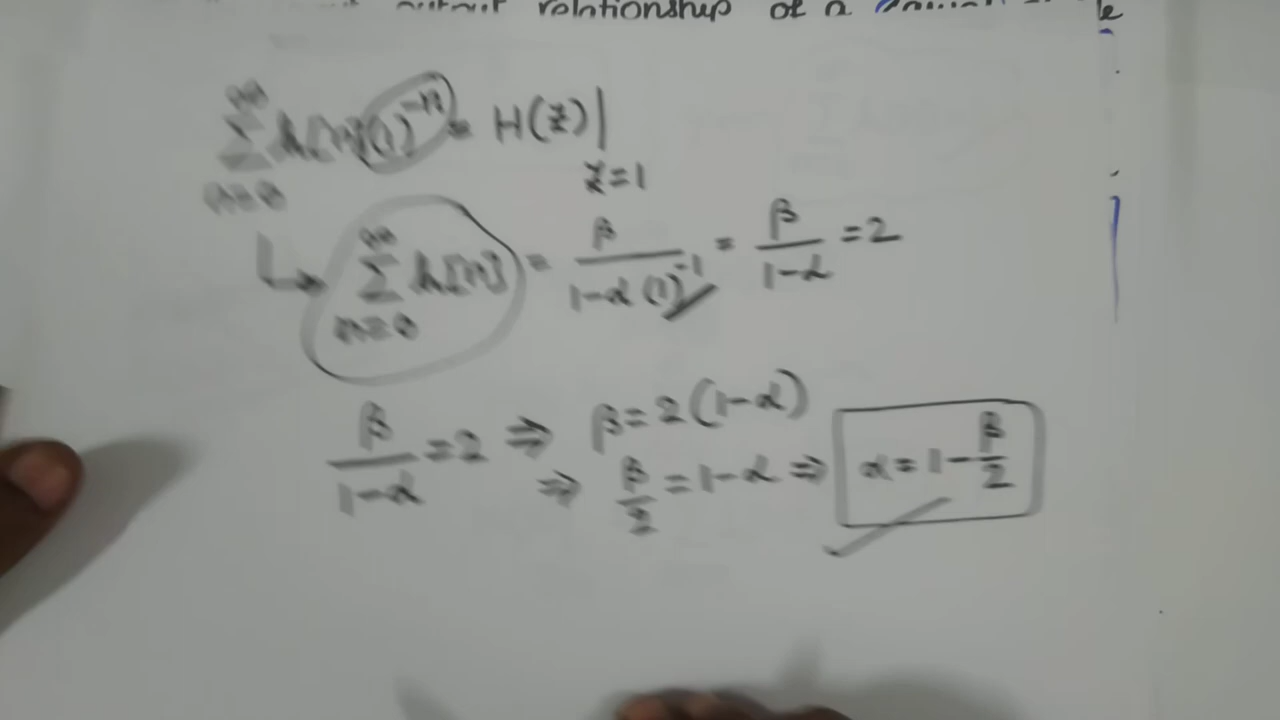 relationship of a
∞ Σ n=0 h[n](1)^-n = H(z)| z=1
↳ ∞ Σ n=0 h[n] = β/(1-α(1)^-1) = β/(1-α) = 2
β/(1-α) = 2 ⇒ β = 2(1-α)
⇒ β/2 = 1-α ⇒ α = 1 - β/2